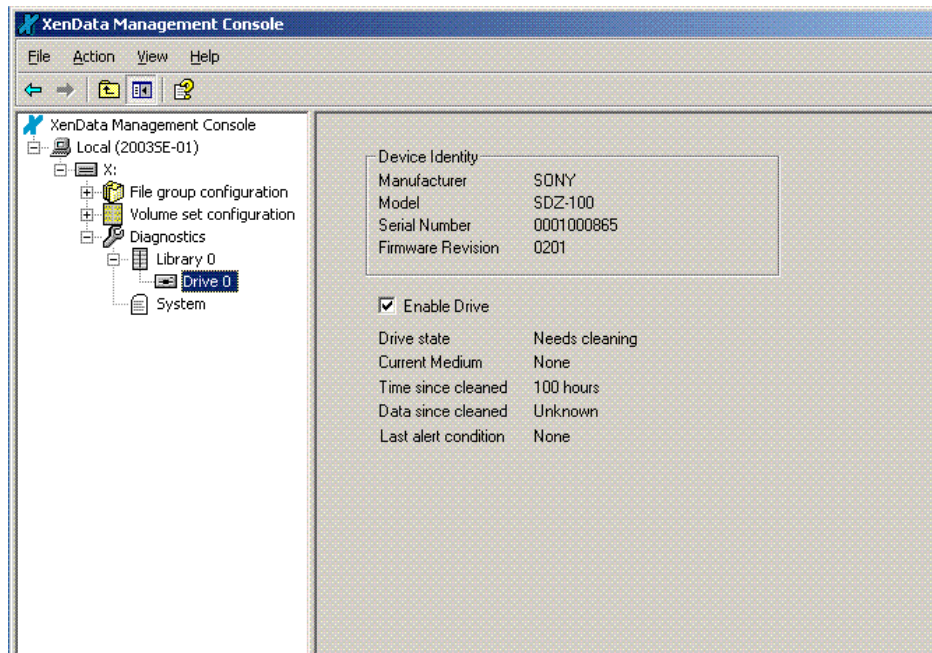 XenData Management Console
File Action View Help
XenData Management Console
Local (2003SE-01)
X:
File group configuration
Volume set configuration
Diagnostics
Library 0
Drive 0
System
Device Identity
Manufacturer SONY
Model SDZ-100
Serial Number 0001000865
Firmware Revision 0201
Enable Drive
Drive state Needs cleaning
Current Medium None
Time since cleaned 100 hours
Data since cleaned Unknown
Last alert condition None